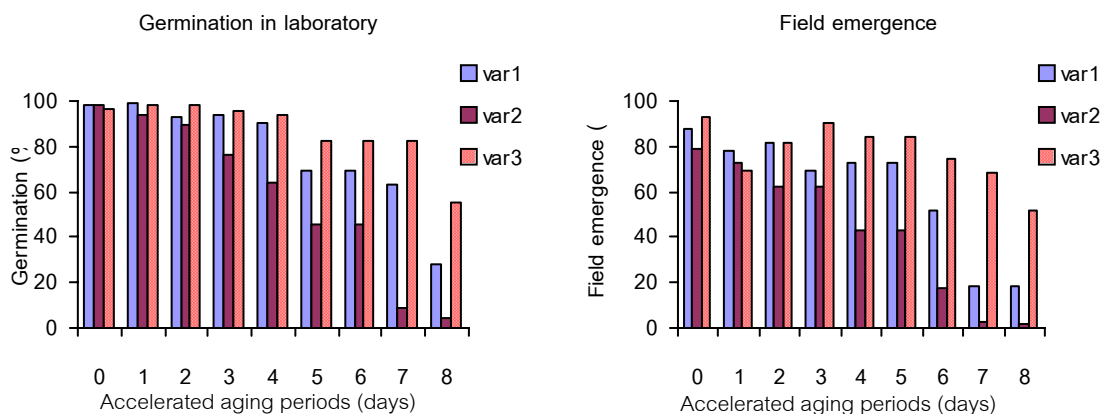 Germination in laboratory
var1
var2
var3
Germination (
100
80
60
40
20
0
0 1 2 3 4 5 6 7 8
Accelerated aging periods (days)
Field emergence
var1
var2
var3
Field emergence (
100
80
60
40
20
0
0 1 2 3 4 5 6 7 8
Accelerated aging periods (days)